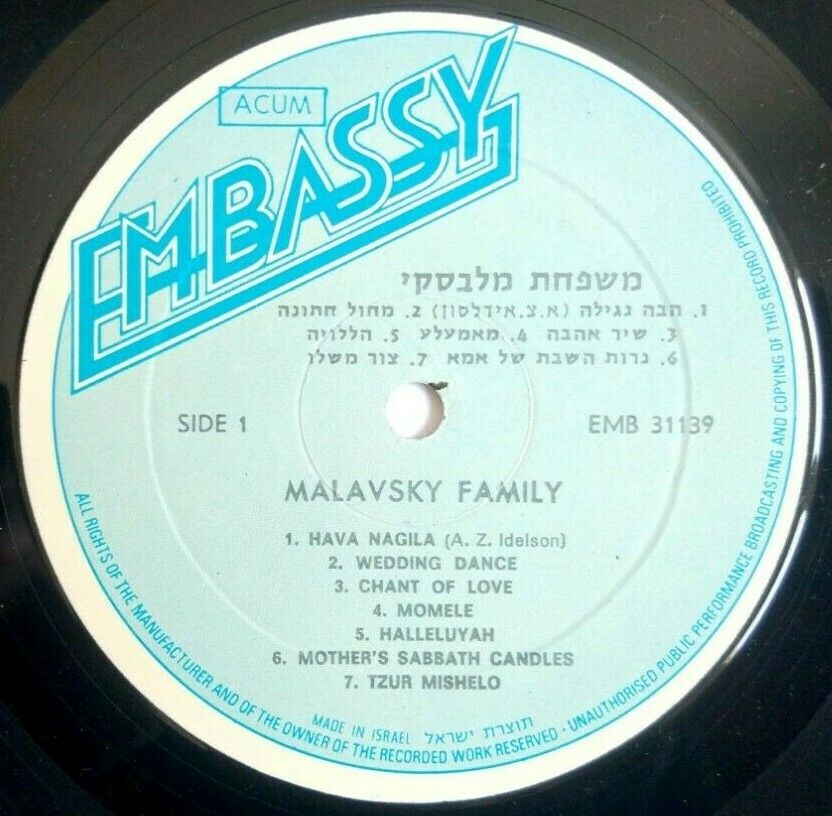 ACUM
EMBASSY
משפחת מלבסקי
1. הבה נגילה (א.צ.אידלסון) 2. מחול חתונה
3. שיר אהבה 4. מאמעלע 5. הללויה
6. נרות השבת של אמא 7. צור משלו
SIDE 1
EMB 31139
MALAVSKY FAMILY
1. HAVA NAGILA (A. Z. Idelson)
2. WEDDING DANCE
3. CHANT OF LOVE
4. MOMELE
5. HALLELUYAH
6. MOTHER'S SABBATH CANDLES
7. TZUR MISHELO
MADE IN ISRAEL תוצרת ישראל
ALL RIGHTS OF THE MANUFACTURER AND OF THE OWNER OF THE RECORDED WORK RESERVED - UNAUTHORISED PUBLIC PERFORMANCE BROADCASTING AND COPYING OF THIS RECORD PROHIBITED